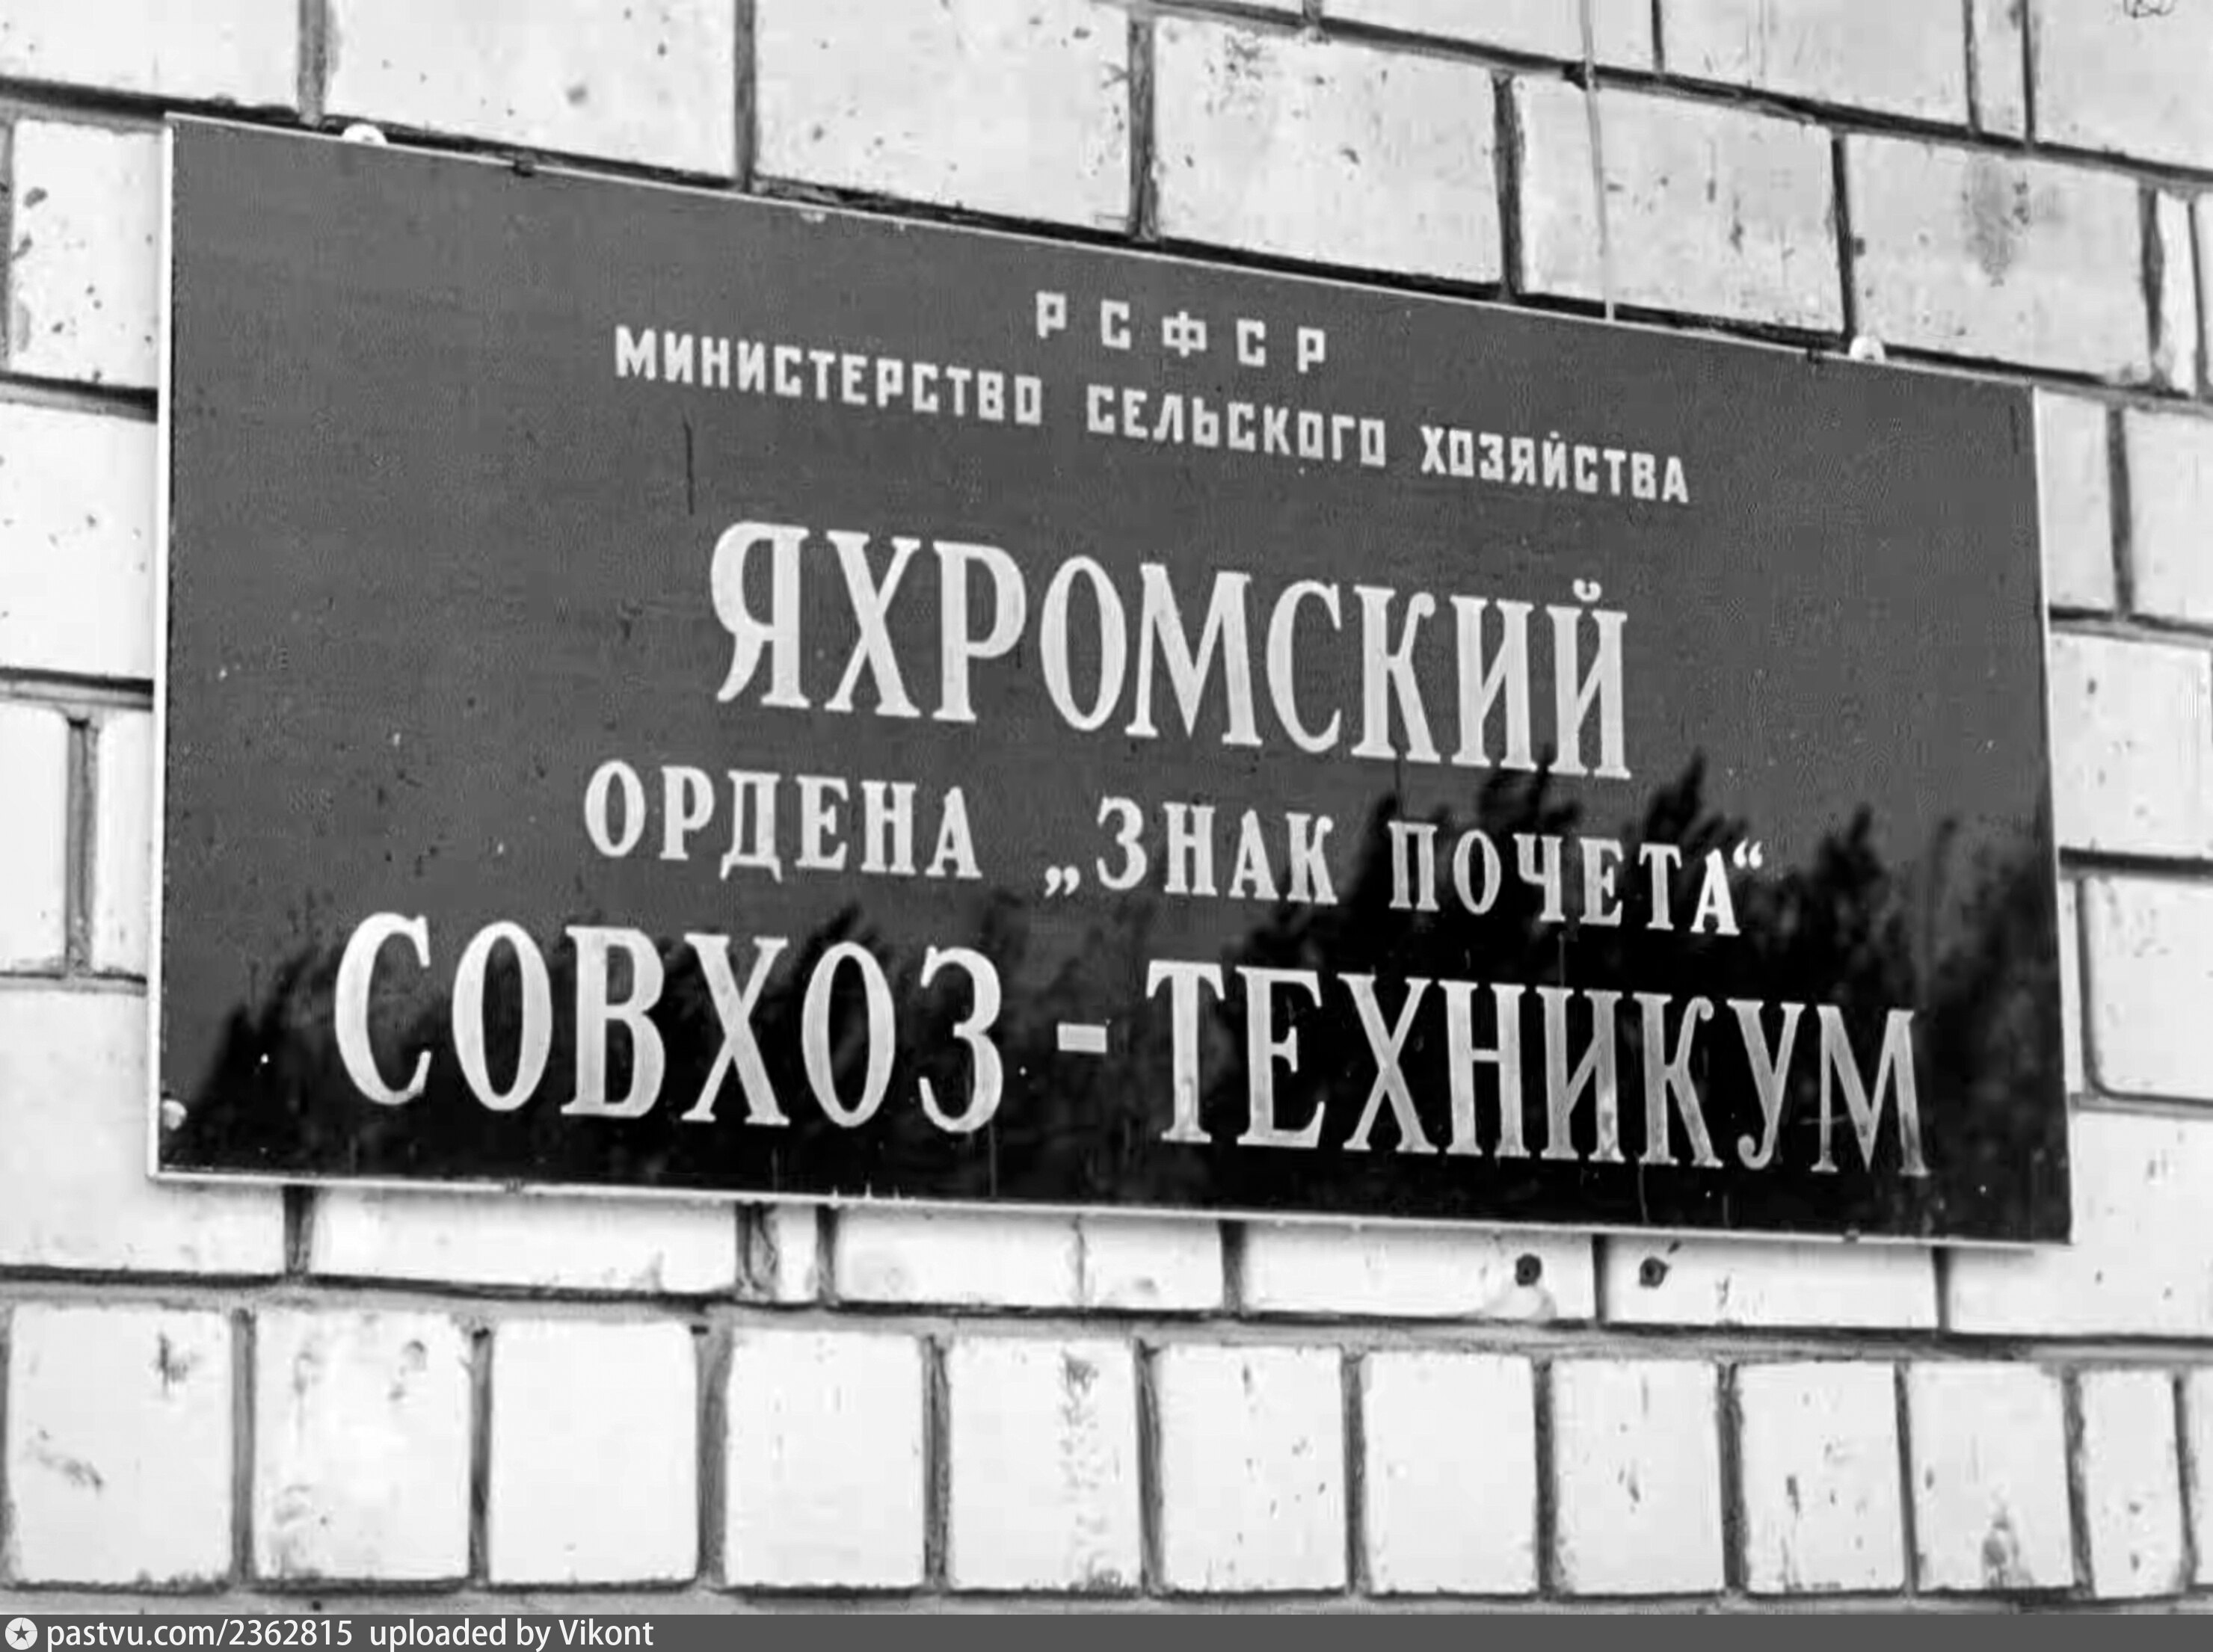 РСФСР
МИНИСТЕРСТВО СЕЛЬСКОГО ХОЗЯЙСТВА
ЯХРОМСКИЙ
ОРДЕНА „ЗНАК ПОЧЕТА“
СОВХОЗ - ТЕХНИКУМ
pastvu.com/2362815 uploaded by Vikont